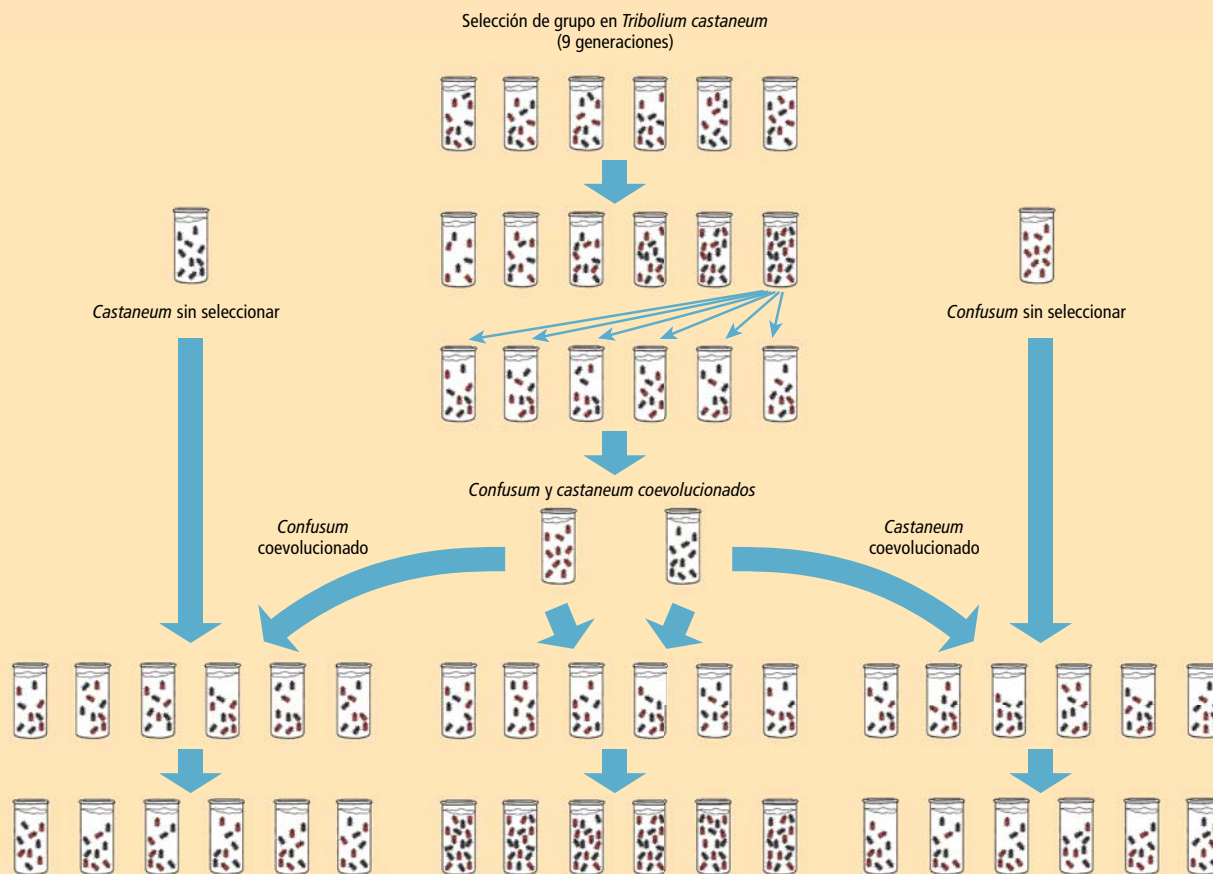 Selección de grupo en Tribolium castaneum
(9 generaciones)
Castaneum sin seleccionar
Confusum sin seleccionar
Confusum y castaneum coevolucionados
Confusum
coevolucionado
Castaneum
coevolucionado